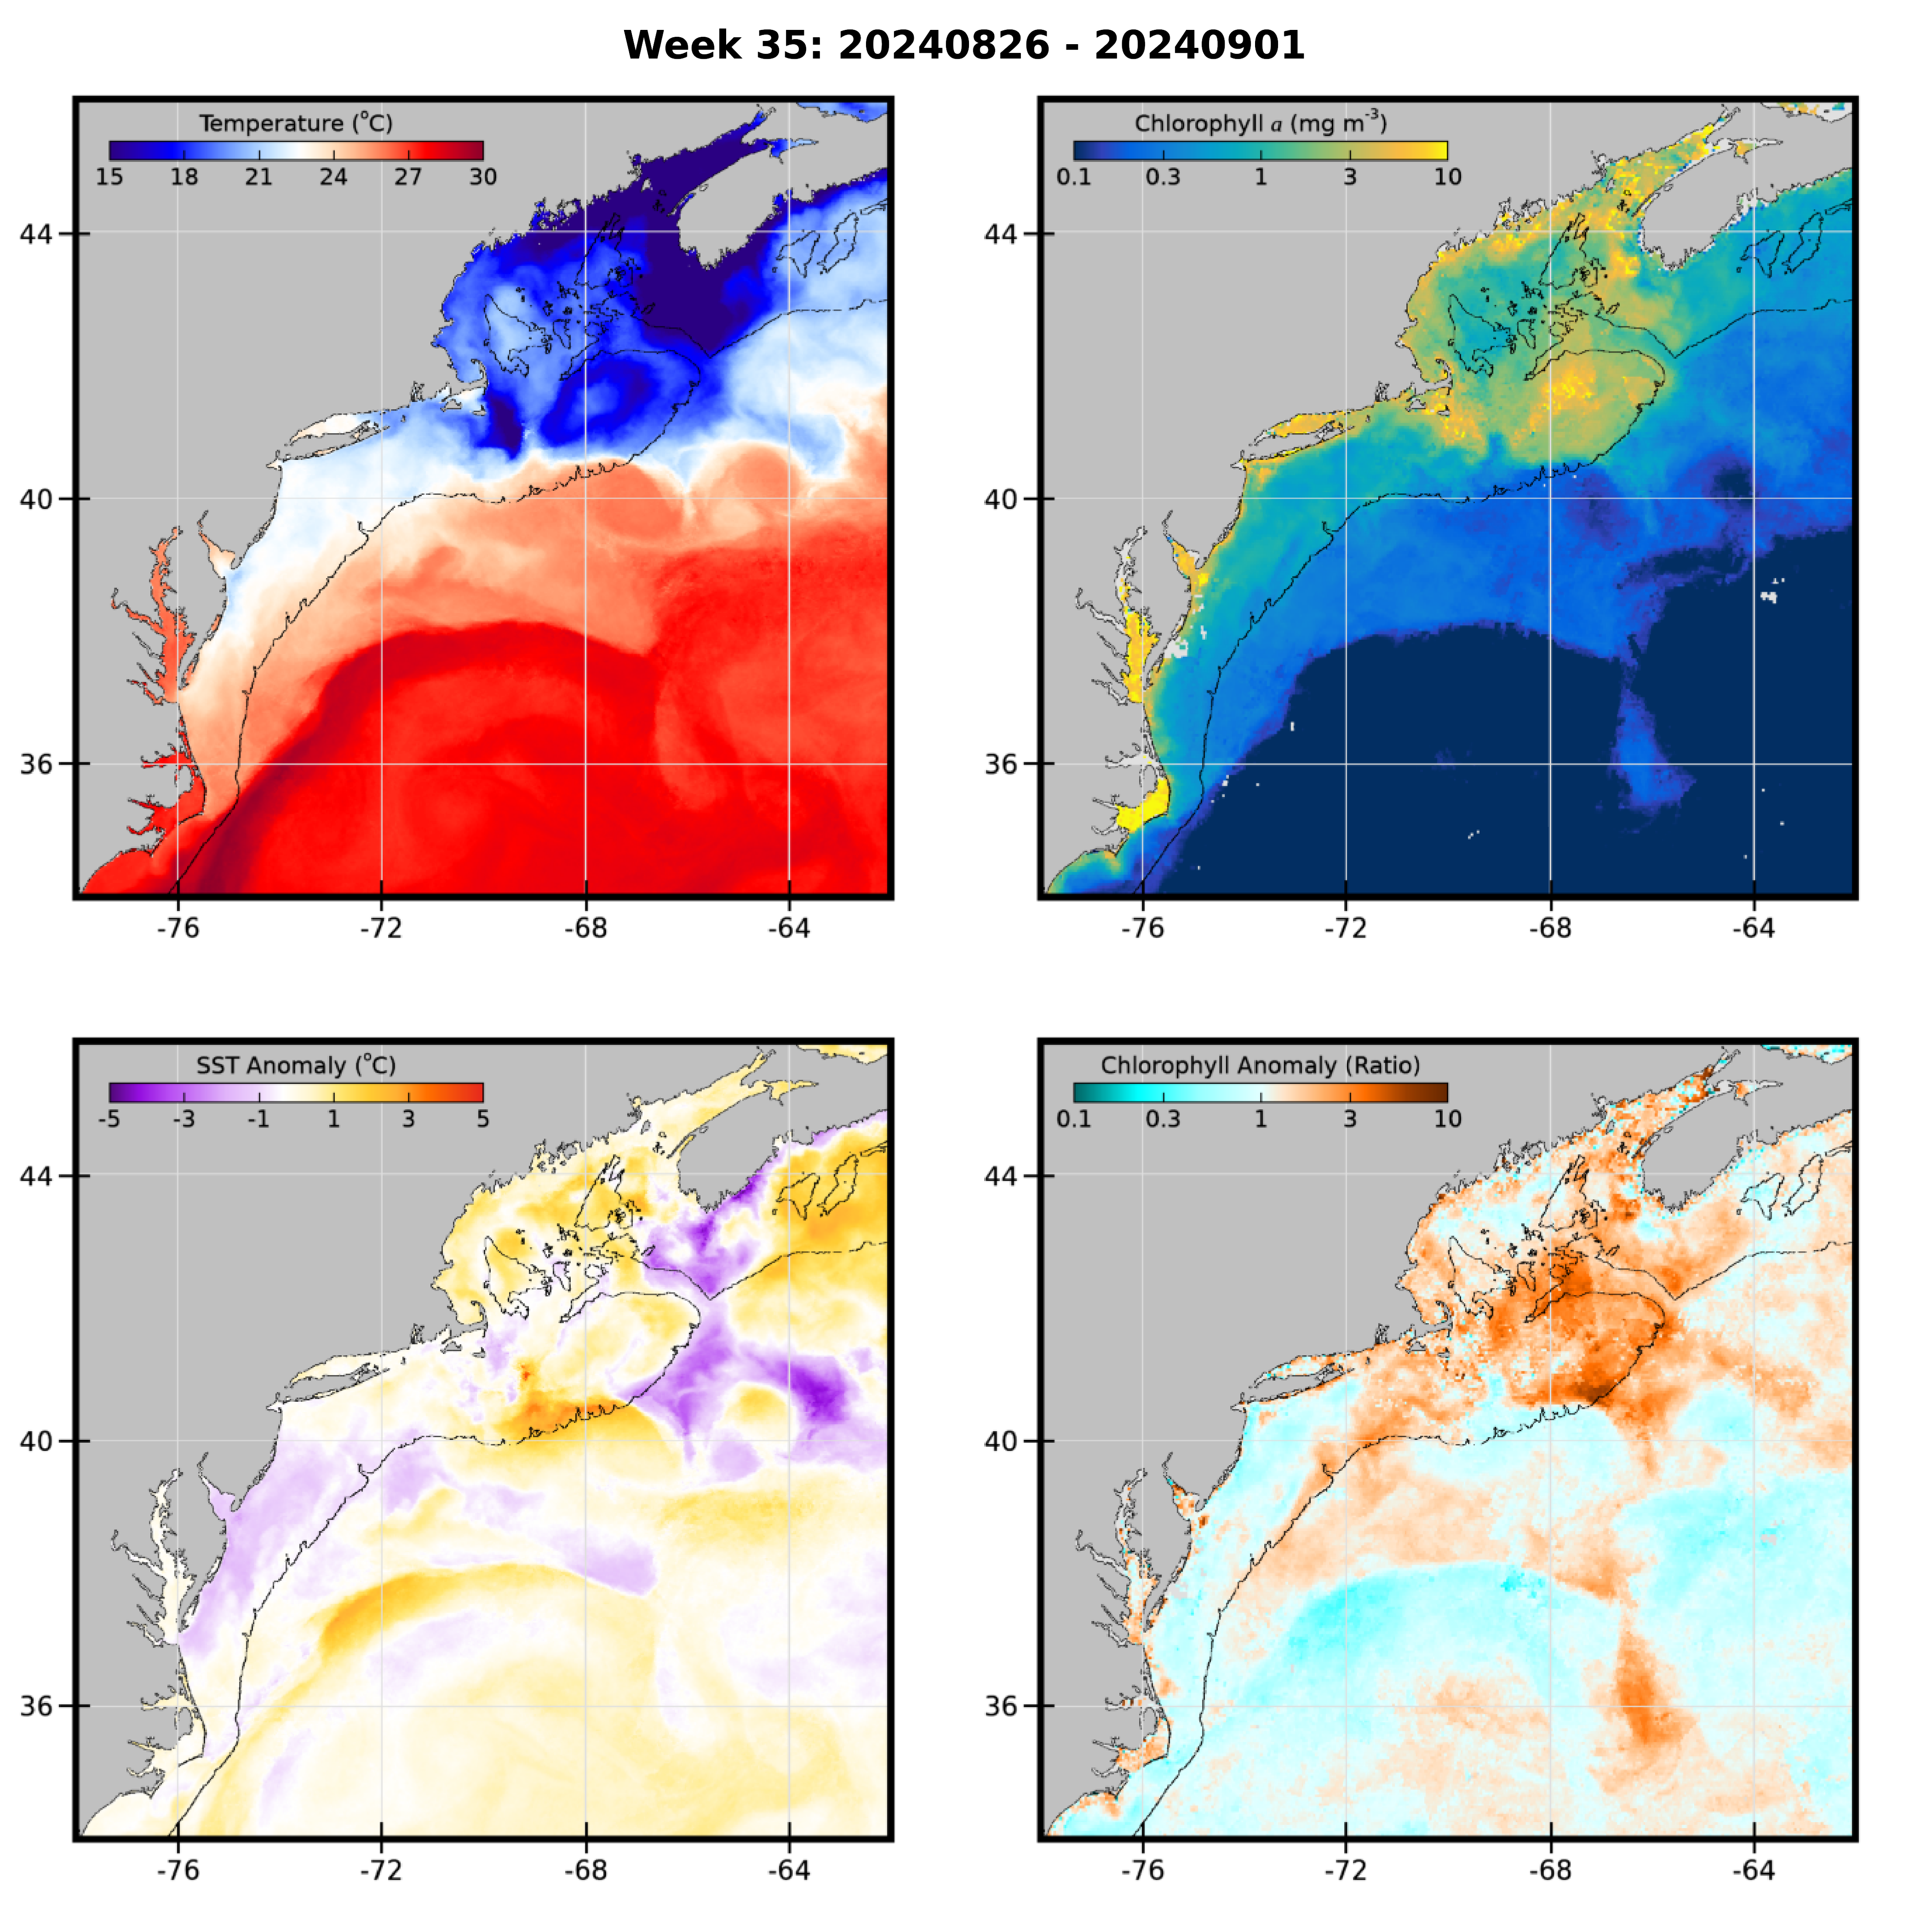 Week 35: 20240826 - 20240901
Temperature (°C)
15 18 21 24 27 30
44
40
36
-76 -72 -68 -64
Chlorophyll a (mg m⁻³)
0.1 0.3 1 3 10
44
40
36
-76 -72 -68 -64
SST Anomaly (°C)
-5 -3 -1 1 3 5
44
40
36
-76 -72 -68 -64
Chlorophyll Anomaly (Ratio)
0.1 0.3 1 3 10
44
40
36
-76 -72 -68 -64